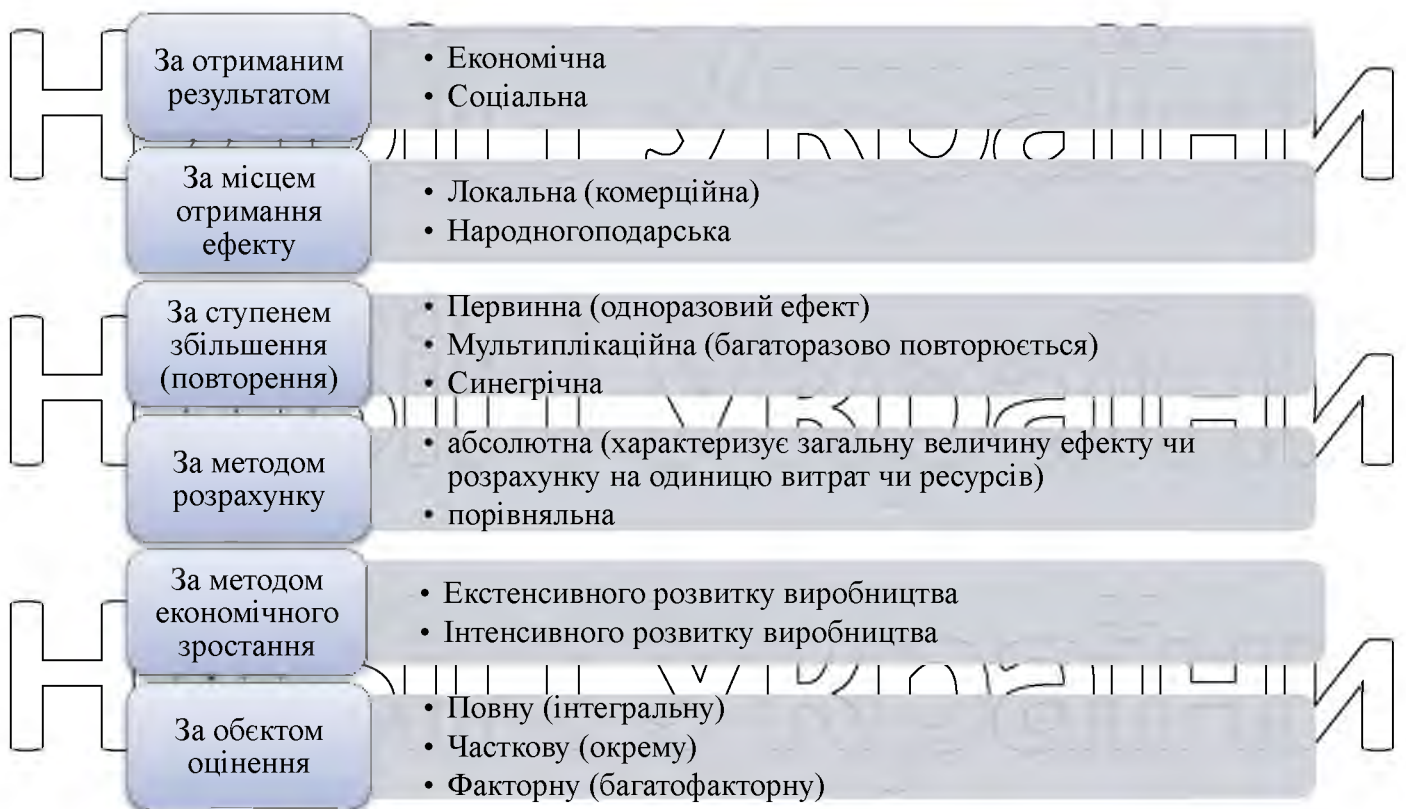 За отриманим
результатом
• Економічна
• Соціальна
За місцем
отримання
ефекту
• Локальна (комерційна)
• Народногоподарська
За ступенем
збільшення
(повторення)
• Первинна (одноразовий ефект)
• Мультиплікаційна (багаторазово повторюється)
• Синегрічна
За методом
розрахунку
• абсолютна (характеризує загальну величину ефекту чи
розрахунку на одиницю витрат чи ресурсів)
• порівняльна
За методом
економічного
зростання
• Екстенсивного розвитку виробництва
• Інтенсивного розвитку виробництва
За обєктом
оцінення
• Повну (інтегральну)
• Часткову (окрему)
• Факторну (багатофакторну)